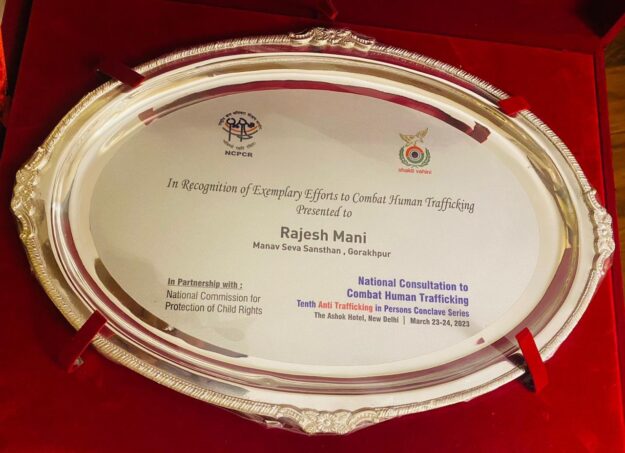 NCPCR
shakti vahini
In Recognition of Exemplary Efforts to Combat Human Trafficking
Presented to
Rajesh Mani
Manav Seva Sansthan , Gorakhpur
In Partnership with :
National Commission for
Protection of Child Rights
National Consultation to
Combat Human Trafficking
Tenth Anti Trafficking in Persons Conclave Series
The Ashok Hotel, New Delhi | March 23-24, 2023